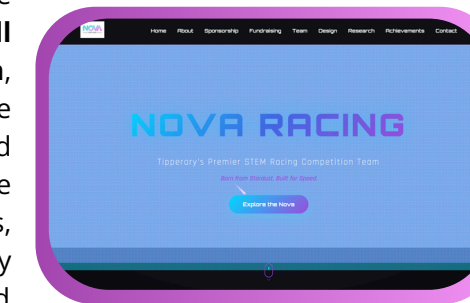 NOVA
Home About Sponsorship Fundraising Team Design Research Achievements Contact
NOVA RACING
Tipperary's Premier STEM Racing Competition Team
Born from Stardust. Built for Speed.
Explore the Nova